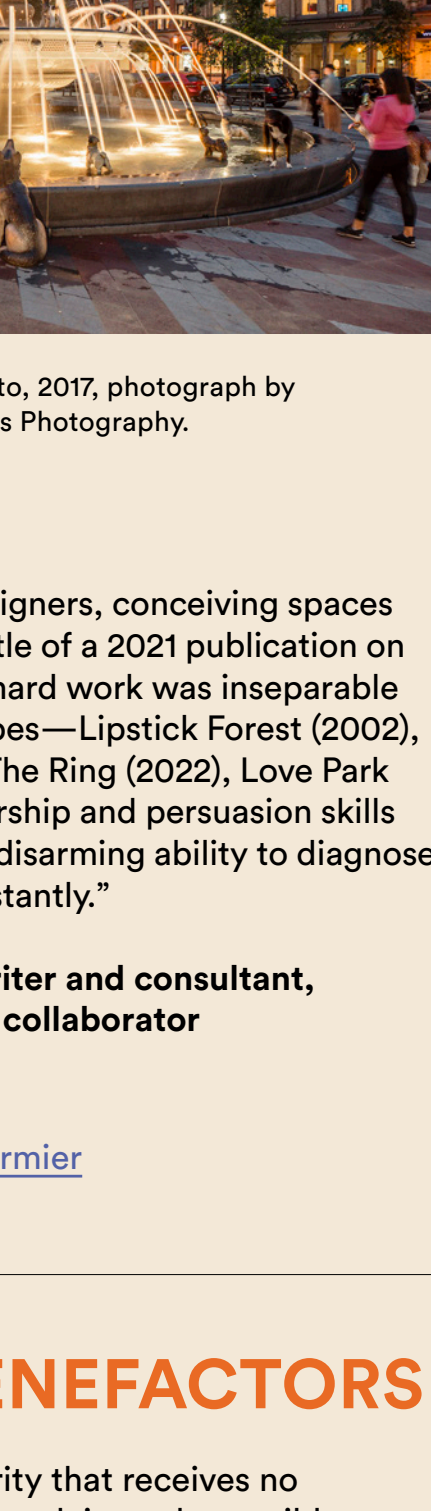 to, 2017, photograph by
s Photography.
igners, conceiving spaces
tle of a 2021 publication on
hard work was inseparable
pes—Lipstick Forest (2002),
The Ring (2022), Love Park
rship and persuasion skills
disarming ability to diagnose
stantly.”
riter and consultant,
collaborator
rmier
ENEFACTORS
rity that receives no